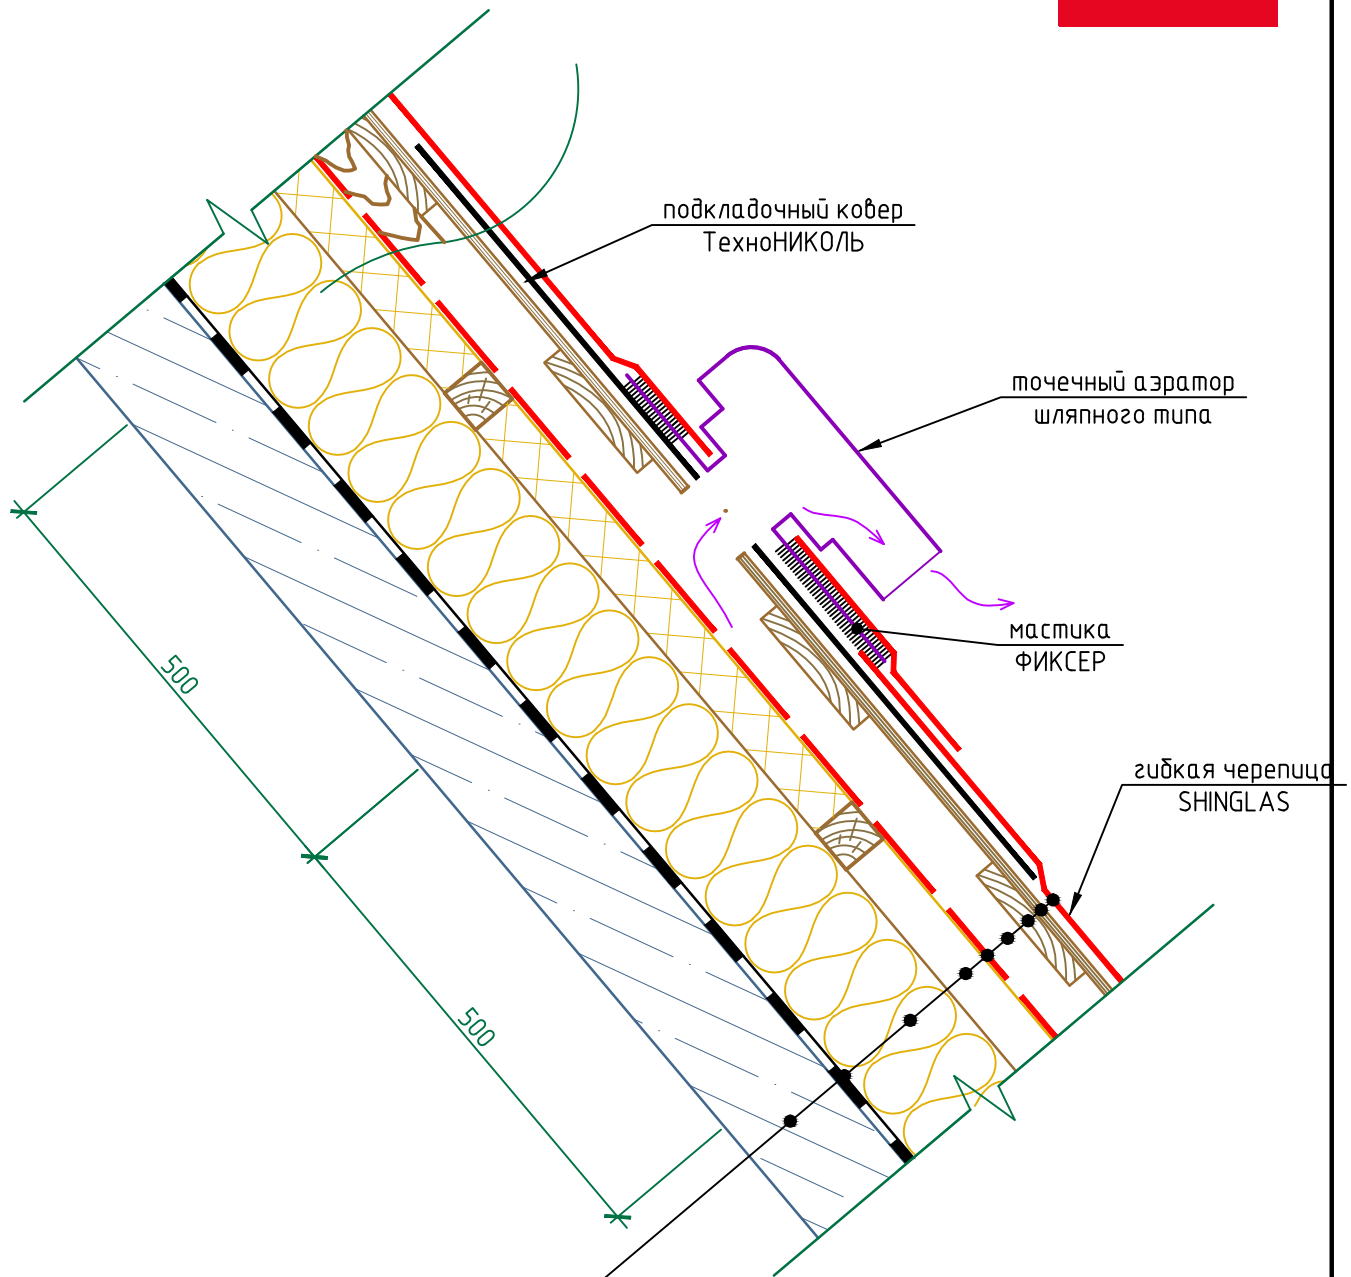 подкладочный ковер
ТехноНИКОЛЬ
точечный аэратор
шляпного типа
мастика
ФИКСЕР
гибкая черепица
SHINGLAS
500
500